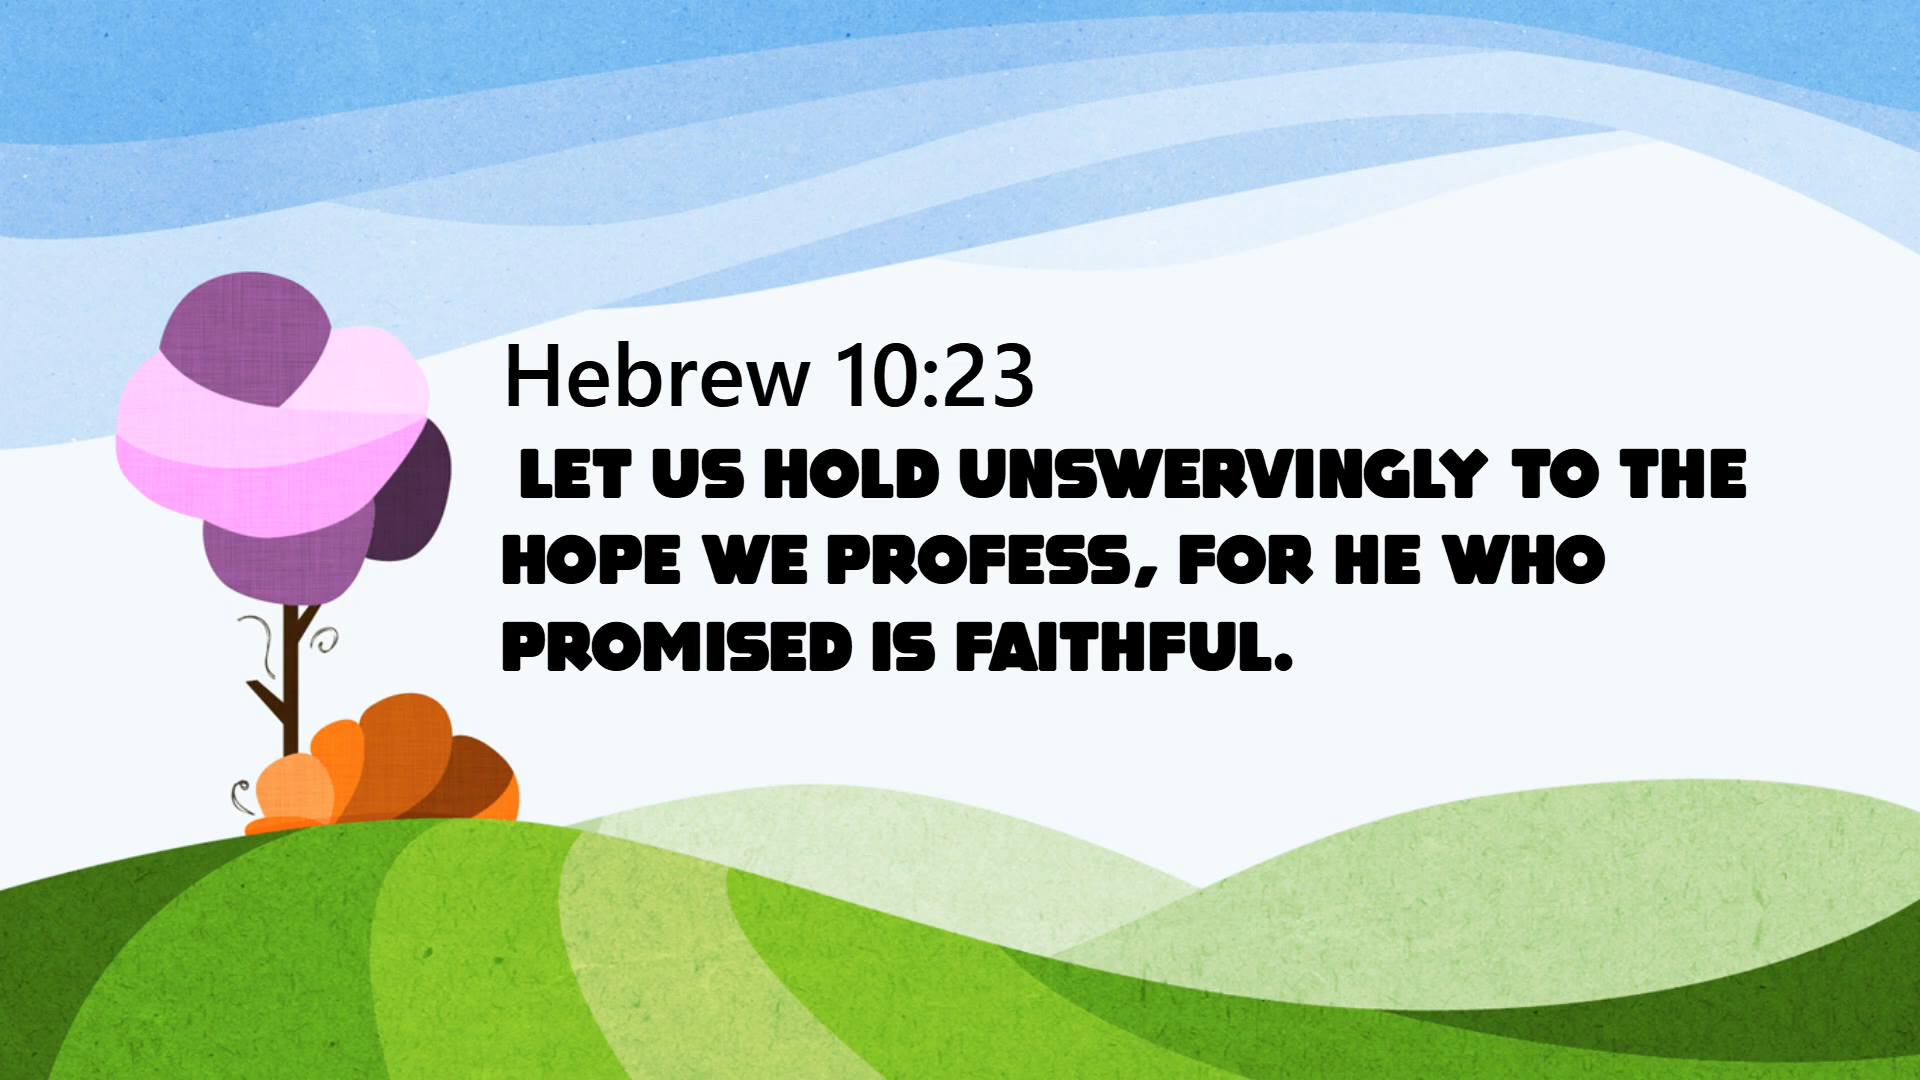 Hebrew 10:23
LET US HOLD UNSWERVINGLY TO THE
HOPE WE PROFESS, FOR HE WHO
PROMISED IS FAITHFUL.